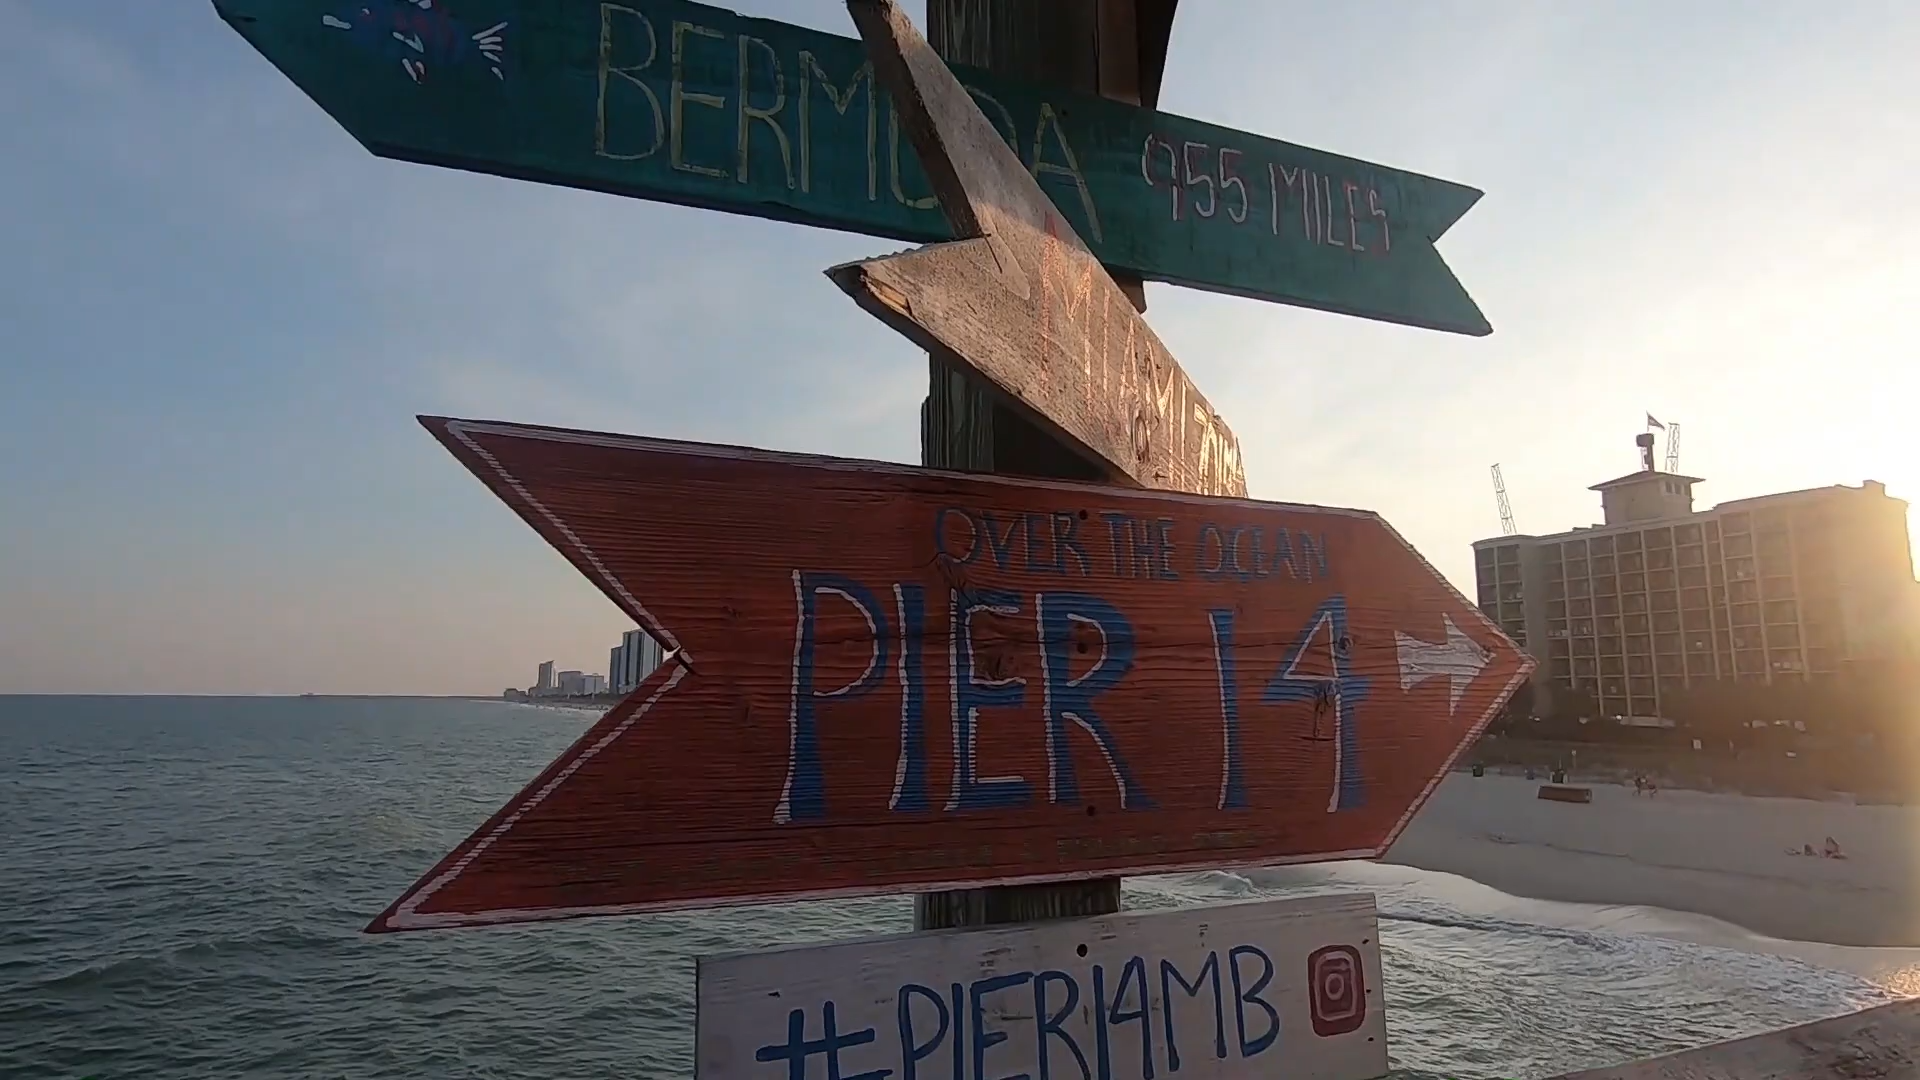 BERMUDA 955 MILES
MIAMI
OVER THE OCEAN
PIER 14
#PIER14MB